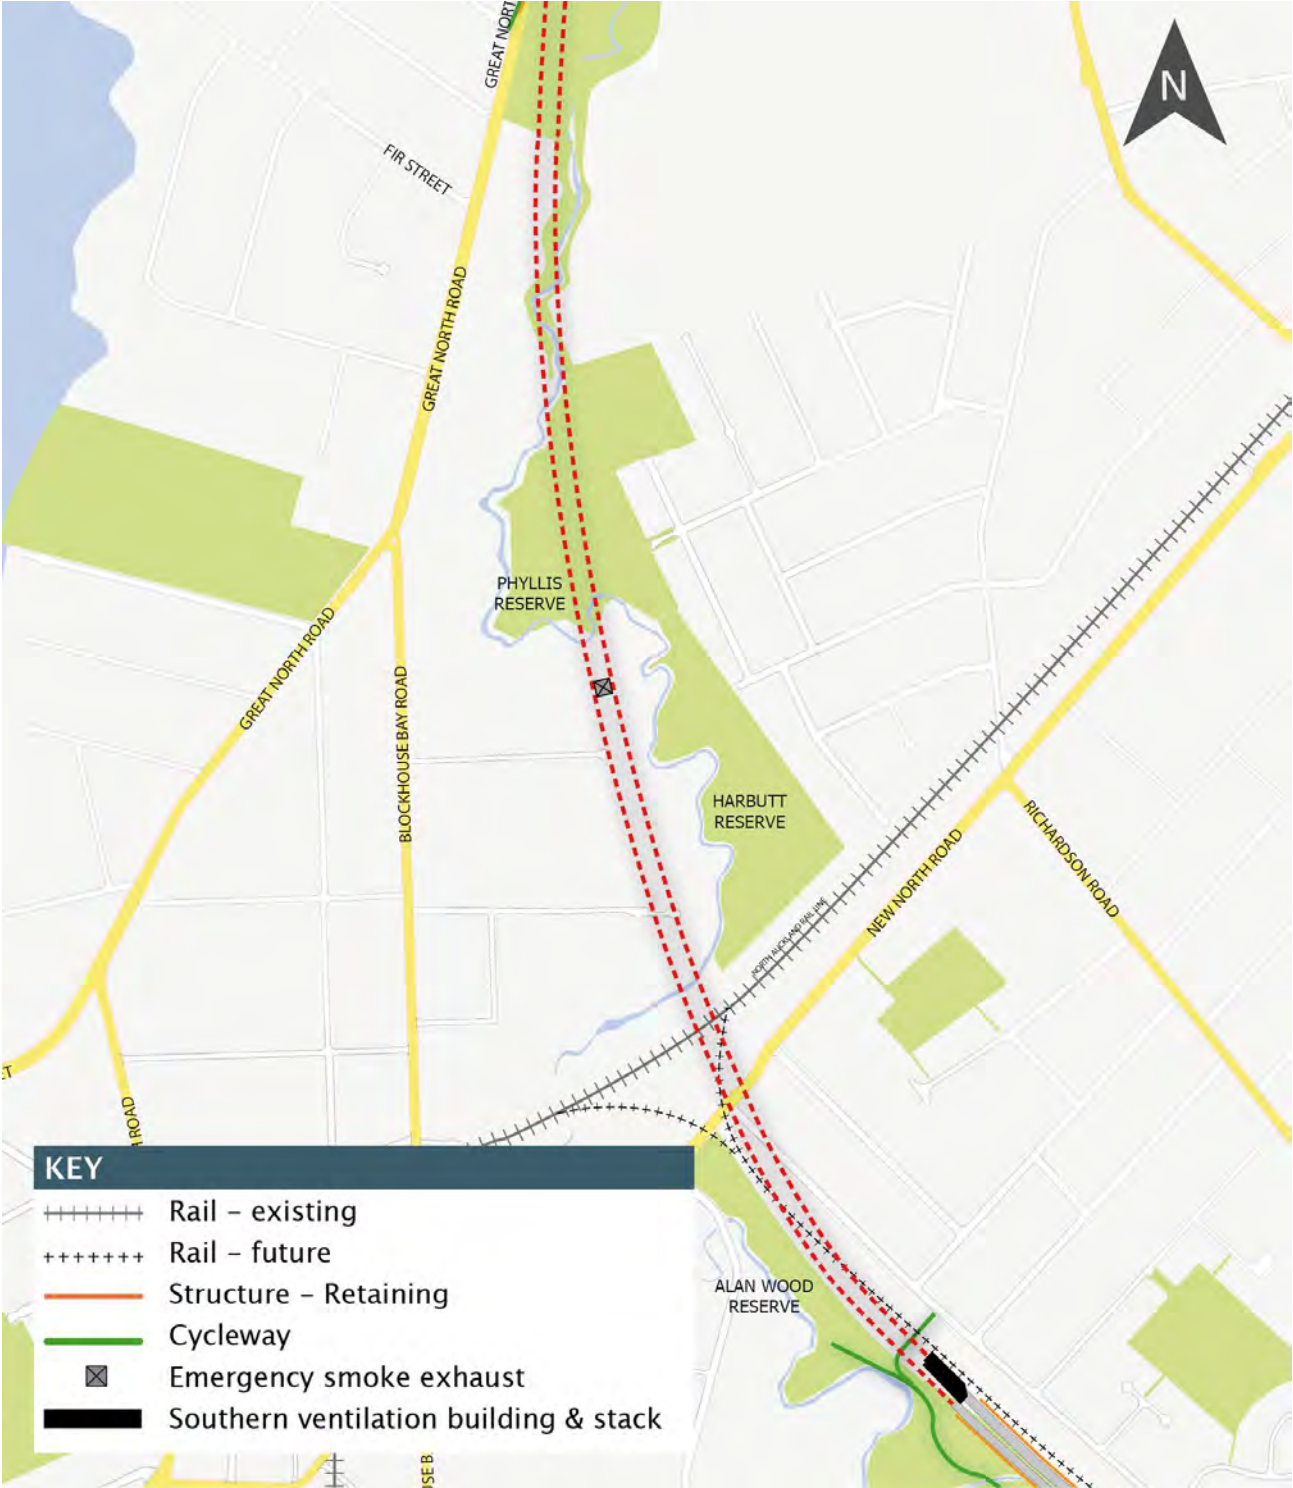 GREAT NORT
N
FIR STREET
GREAT NORTH ROAD
PHYLLIS
RESERVE
GREAT NORTH ROAD
BLOCKHOUSE BAY ROAD
HARBUTT
RESERVE
RICHARDSON ROAD
NEW NORTH ROAD
NORTH AUCKLAND RAIL LINE
ET
H ROAD
KEY
Rail – existing
Rail – future
Structure – Retaining
Cycleway
Emergency smoke exhaust
Southern ventilation building & stack
ALAN WOOD
RESERVE
USE B